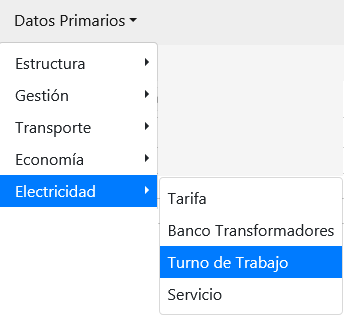 Datos Primarios
Estructura
Gestión
Transporte
Economía
Electricidad
Tarifa
Banco Transformadores
Turno de Trabajo
Servicio